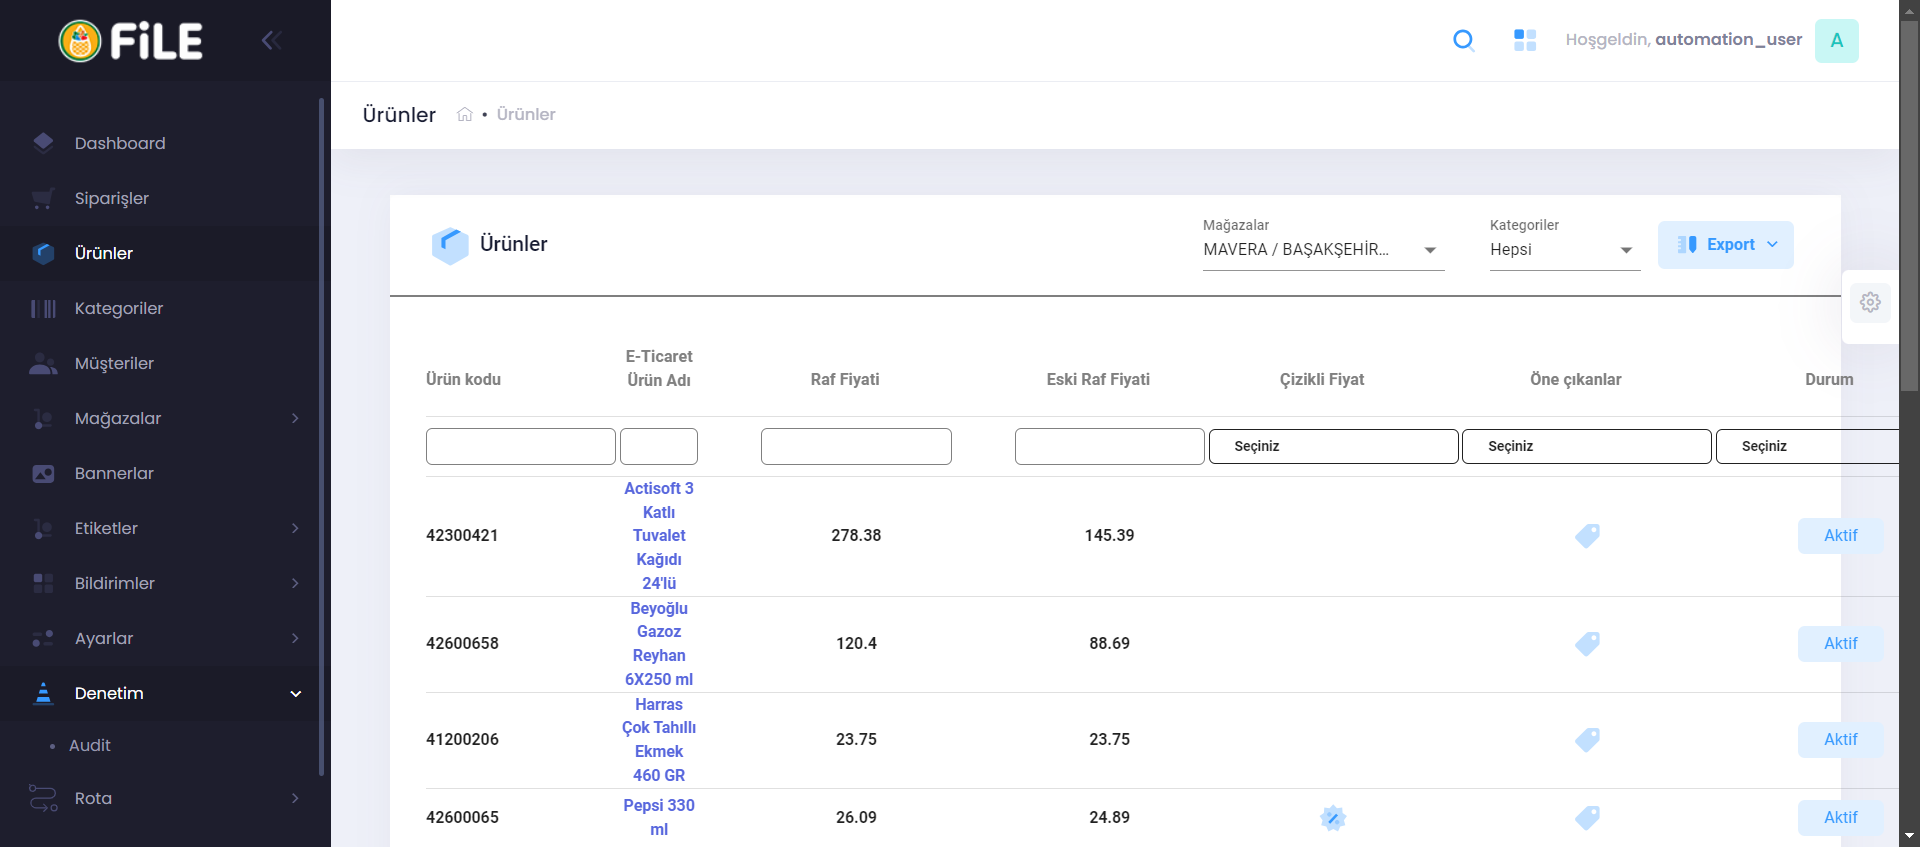 FiLE
Hoşgeldin, automation_user
A
Ürünler
• Ürünler
Dashboard
Siparişler
Ürünler
Kategoriler
Müşteriler
Mağazalar
Bannerlar
Etiketler
Bildirimler
Ayarlar
Denetim
• Audit
Rota
Ürünler
Mağazalar
MAVERA / BAŞAKŞEHİR...
Kategoriler
Hepsi
Export
Ürün kodu
E-Ticaret
Ürün Adı
Raf Fiyati
Eski Raf Fiyati
Çizikli Fiyat
Öne çıkanlar
Durum
Seçiniz
Seçiniz
Seçiniz
42300421
Actisoft 3
Katlı
Tuvalet
Kağıdı
24'lü
278.38
145.39
Aktif
42600658
Beyoğlu
Gazoz
Reyhan
6X250 ml
120.4
88.69
Aktif
41200206
Harras
Çok Tahıllı
Ekmek
460 GR
23.75
23.75
Aktif
42600065
Pepsi 330
ml
26.09
24.89
Aktif